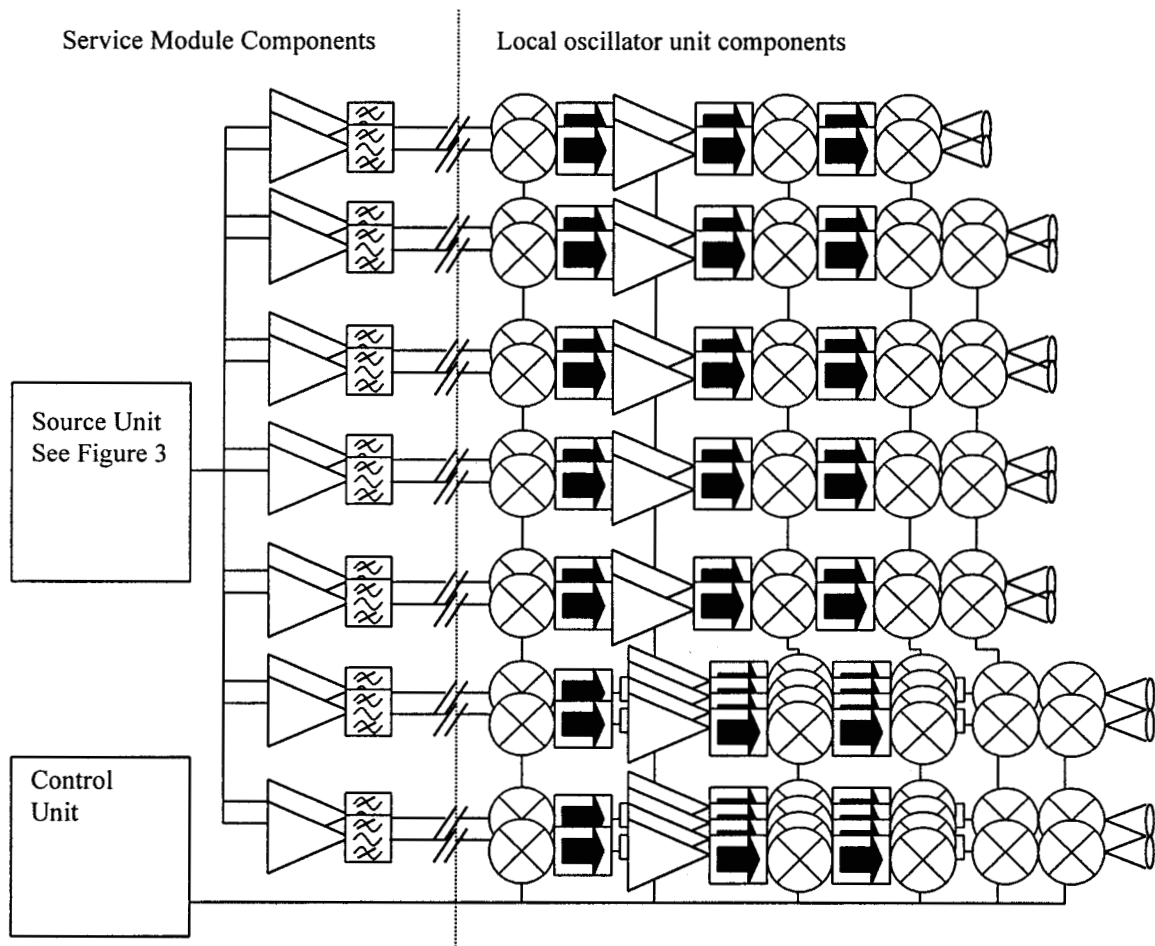 Service Module Components
Local oscillator unit components
Source Unit
See Figure 3
Control
Unit